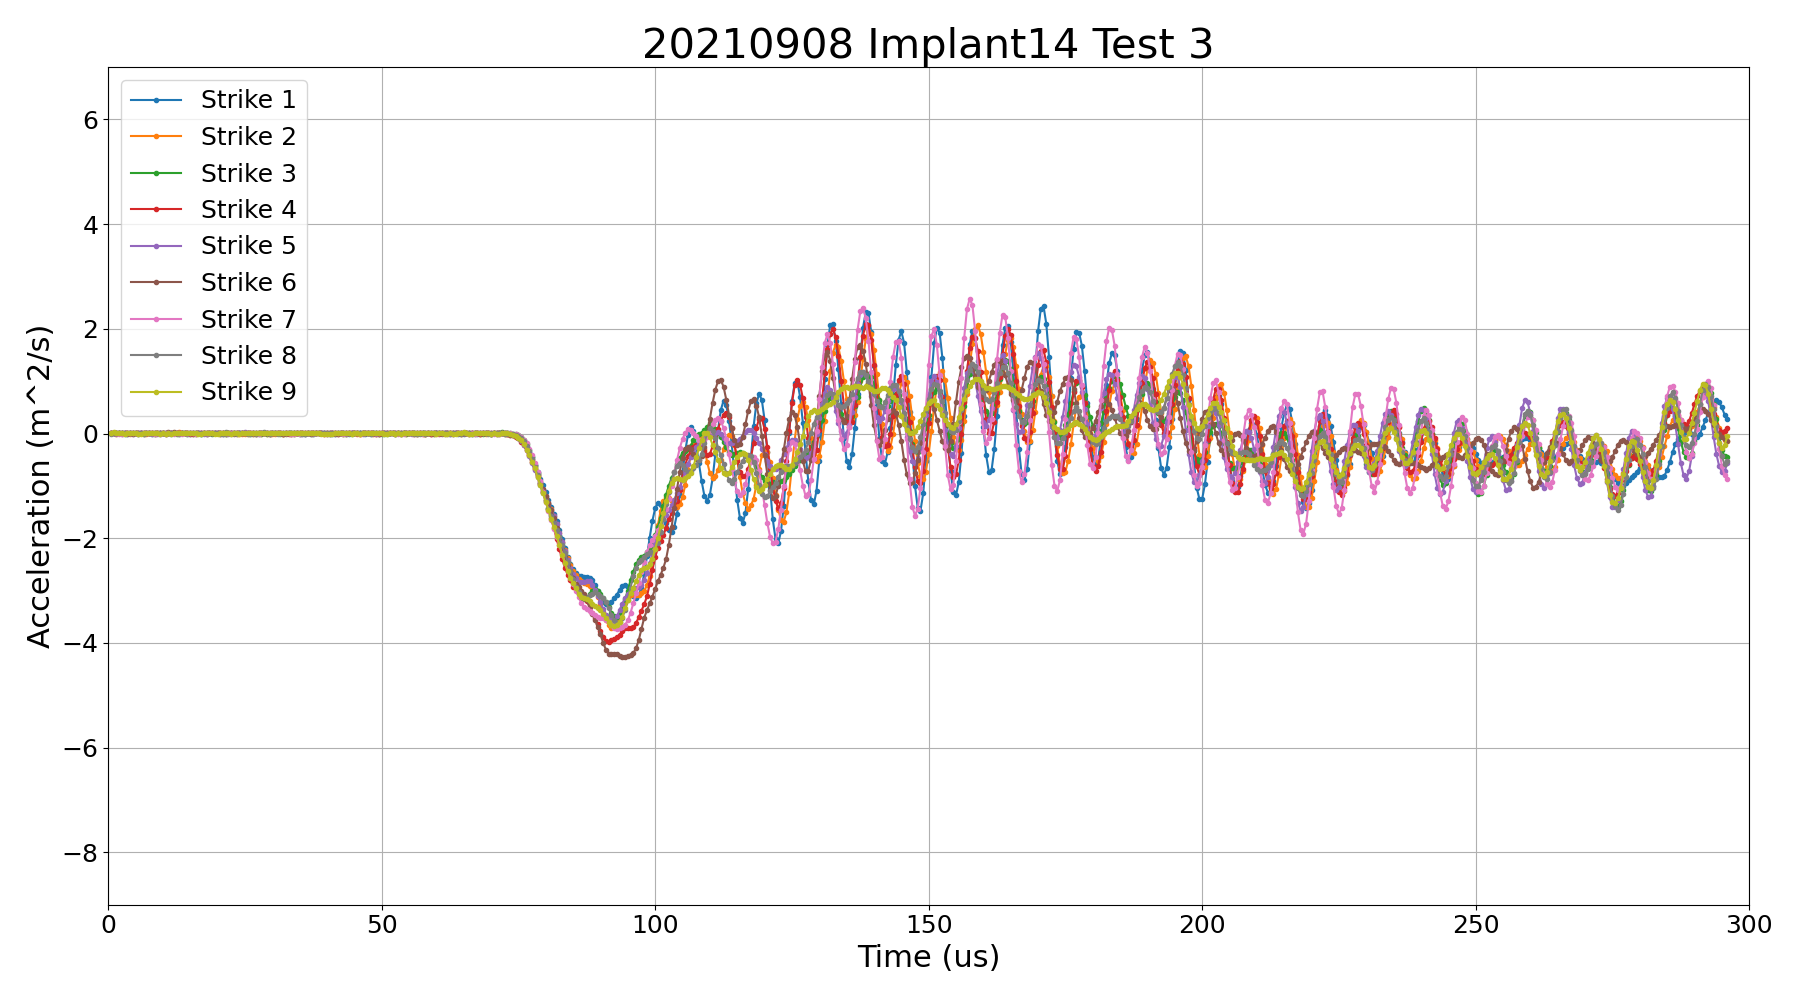 20210908 Implant14 Test 3
Strike 1
Strike 2
Strike 3
Strike 4
Strike 5
Strike 6
Strike 7
Strike 8
Strike 9
Acceleration (m^2/s)
6
4
2
0
−2
−4
−6
−8
0 50 100 150 200 250 300
Time (us)